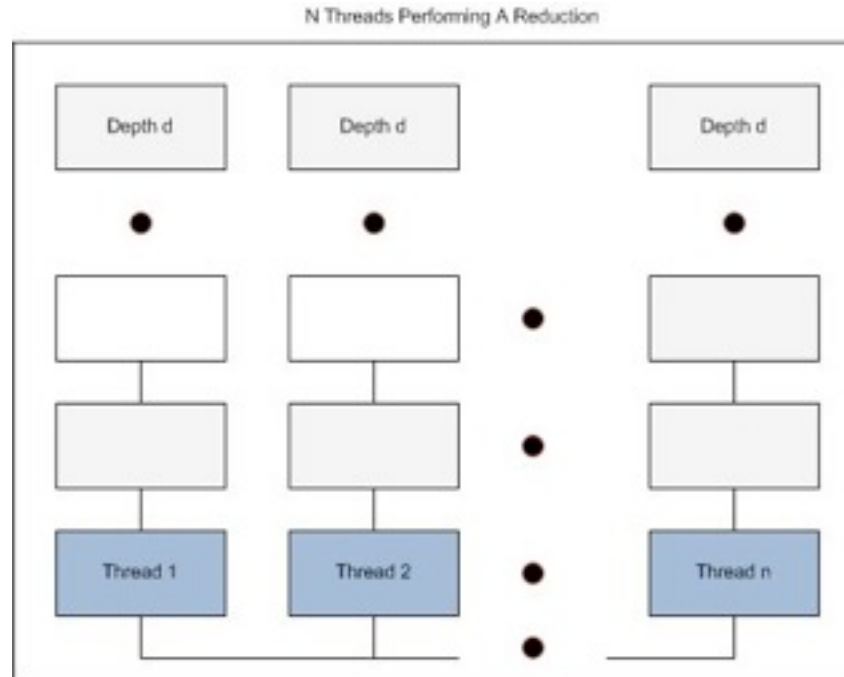 N Threads Performing A Reduction
Depth d
Depth d
Depth d
Thread 1
Thread 2
Thread n